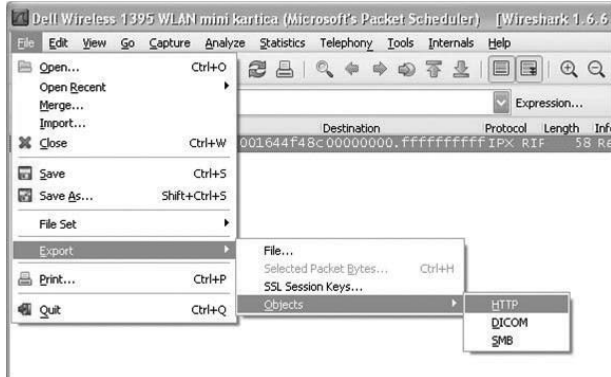 Dell Wireless 1395 WLAN mini kartica (Microsoft's Packet Scheduler) [Wireshark 1.6.
File Edit View Go Capture Analyze Statistics Telephony Tools Internals Help
Open... Ctrl+O
Open Recent
Merge...
Import...
Expression...
Destination Protocol Length Inf
Close Ctrl+W
001644f48c 00000000.ffffffffffff IPX RIP 58 Re
Save Ctrl+S
Save As... Shift+Ctrl+S
File Set
Export
File...
Selected Packet Bytes... Ctrl+H
SSL Session Keys...
Objects
HTTP
DICOM
SMB
Print... Ctrl+P
Quit Ctrl+Q